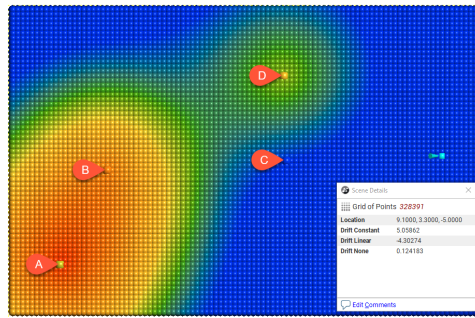 D
B
C
A
Scene Details
Grid of Points 328391
Location 9.1000, 3.3000, -5.0000
Drift Constant 5.05862
Drift Linear -4.30274
Drift None 0.124183
Edit Comments